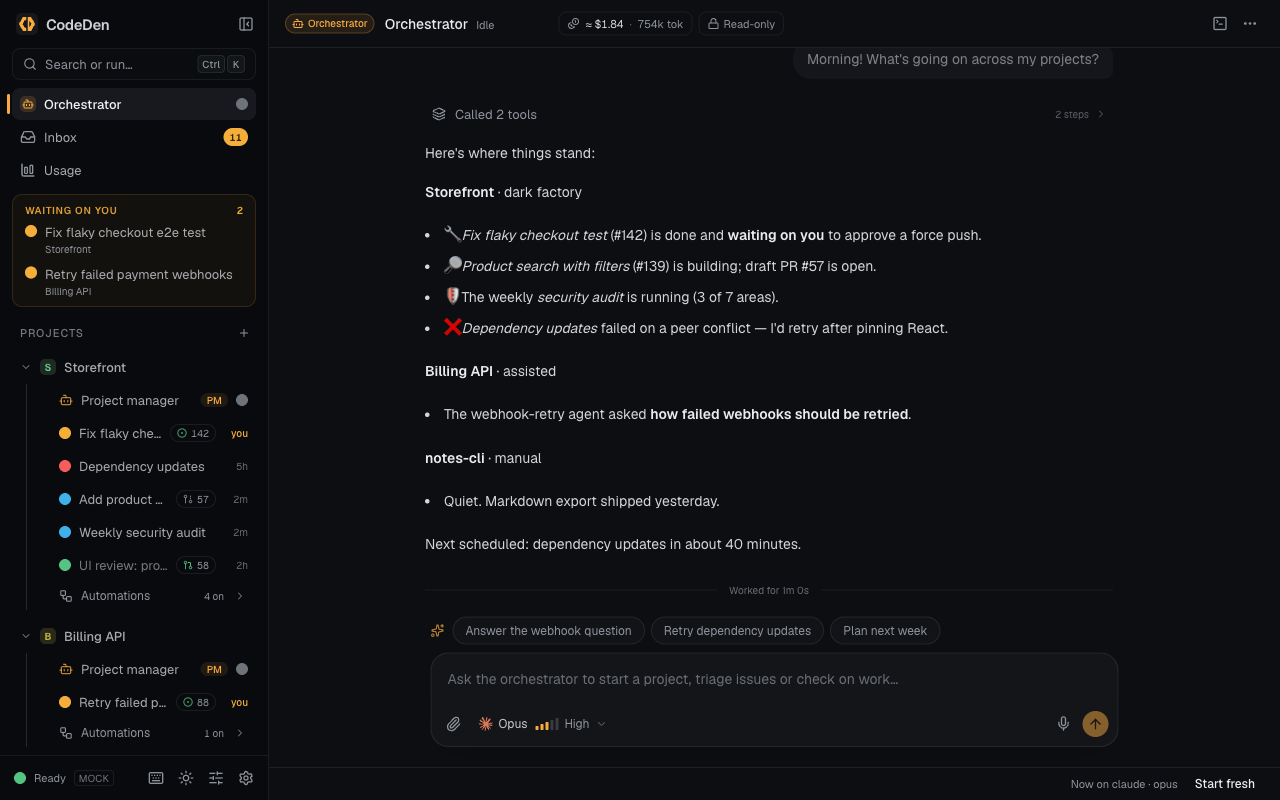 CodeDen
Search or run… Ctrl K
Orchestrator
Inbox 11
Usage
WAITING ON YOU 2
Fix flaky checkout e2e test
Storefront
Retry failed payment webhooks
Billing API
PROJECTS
S Storefront
Project manager PM
Fix flaky che… 142 you
Dependency updates 5h
Add product … 57 2m
Weekly security audit 2m
UI review: pro… 58 2h
Automations 4 on
B Billing API
Project manager PM
Retry failed p… 88 you
Automations 1 on
Ready MOCK
Orchestrator Orchestrator Idle ≈ $1.84 · 754k tok Read-only
Morning! What's going on across my projects?
Called 2 tools 2 steps
Here's where things stand:
Storefront · dark factory
• 🔧Fix flaky checkout test (#142) is done and waiting on you to approve a force push.
• 🔎Product search with filters (#139) is building; draft PR #57 is open.
• 🛡️The weekly security audit is running (3 of 7 areas).
• ❌Dependency updates failed on a peer conflict — I'd retry after pinning React.
Billing API · assisted
• The webhook-retry agent asked how failed webhooks should be retried.
notes-cli · manual
• Quiet. Markdown export shipped yesterday.
Next scheduled: dependency updates in about 40 minutes.
Worked for 1m 0s
Answer the webhook question Retry dependency updates Plan next week
Ask the orchestrator to start a project, triage issues or check on work…
Opus High
Now on claude · opus Start fresh